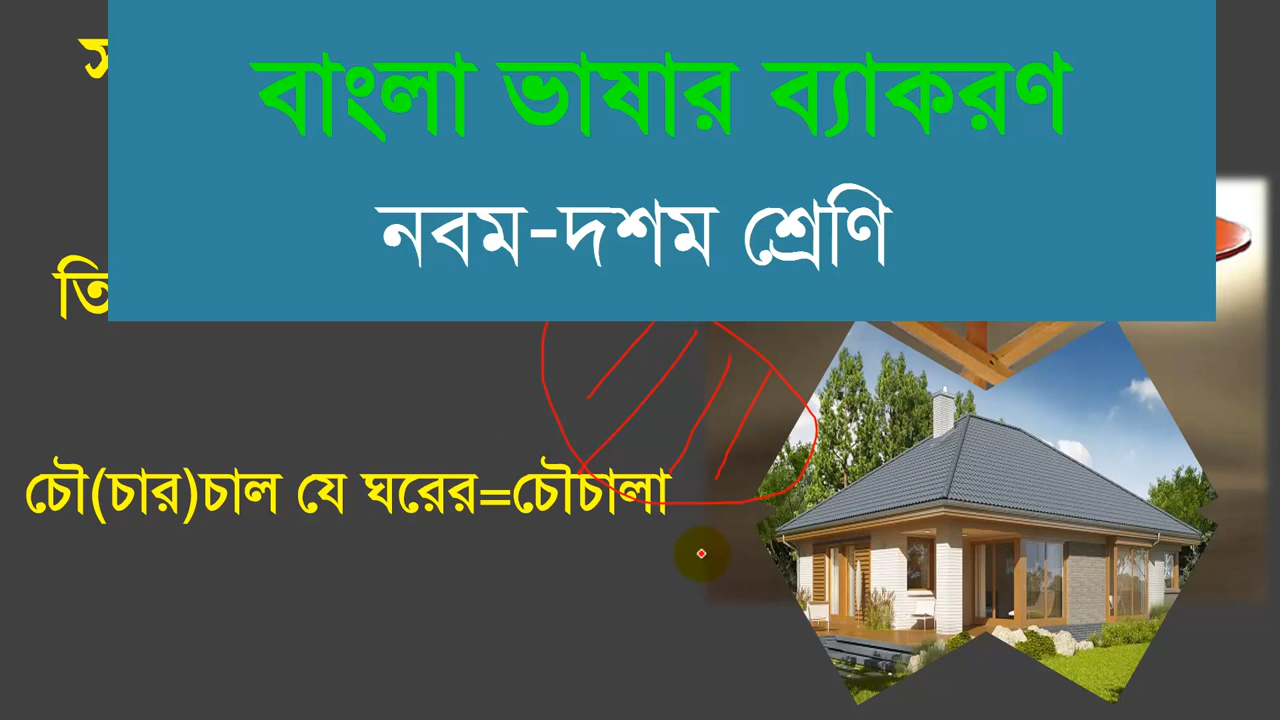 বাংলা ভাষার ব্যাকরণ
নবম-দশম শ্রেণি
তি
চৌ(চার)চাল যে ঘরের=চৌচালা